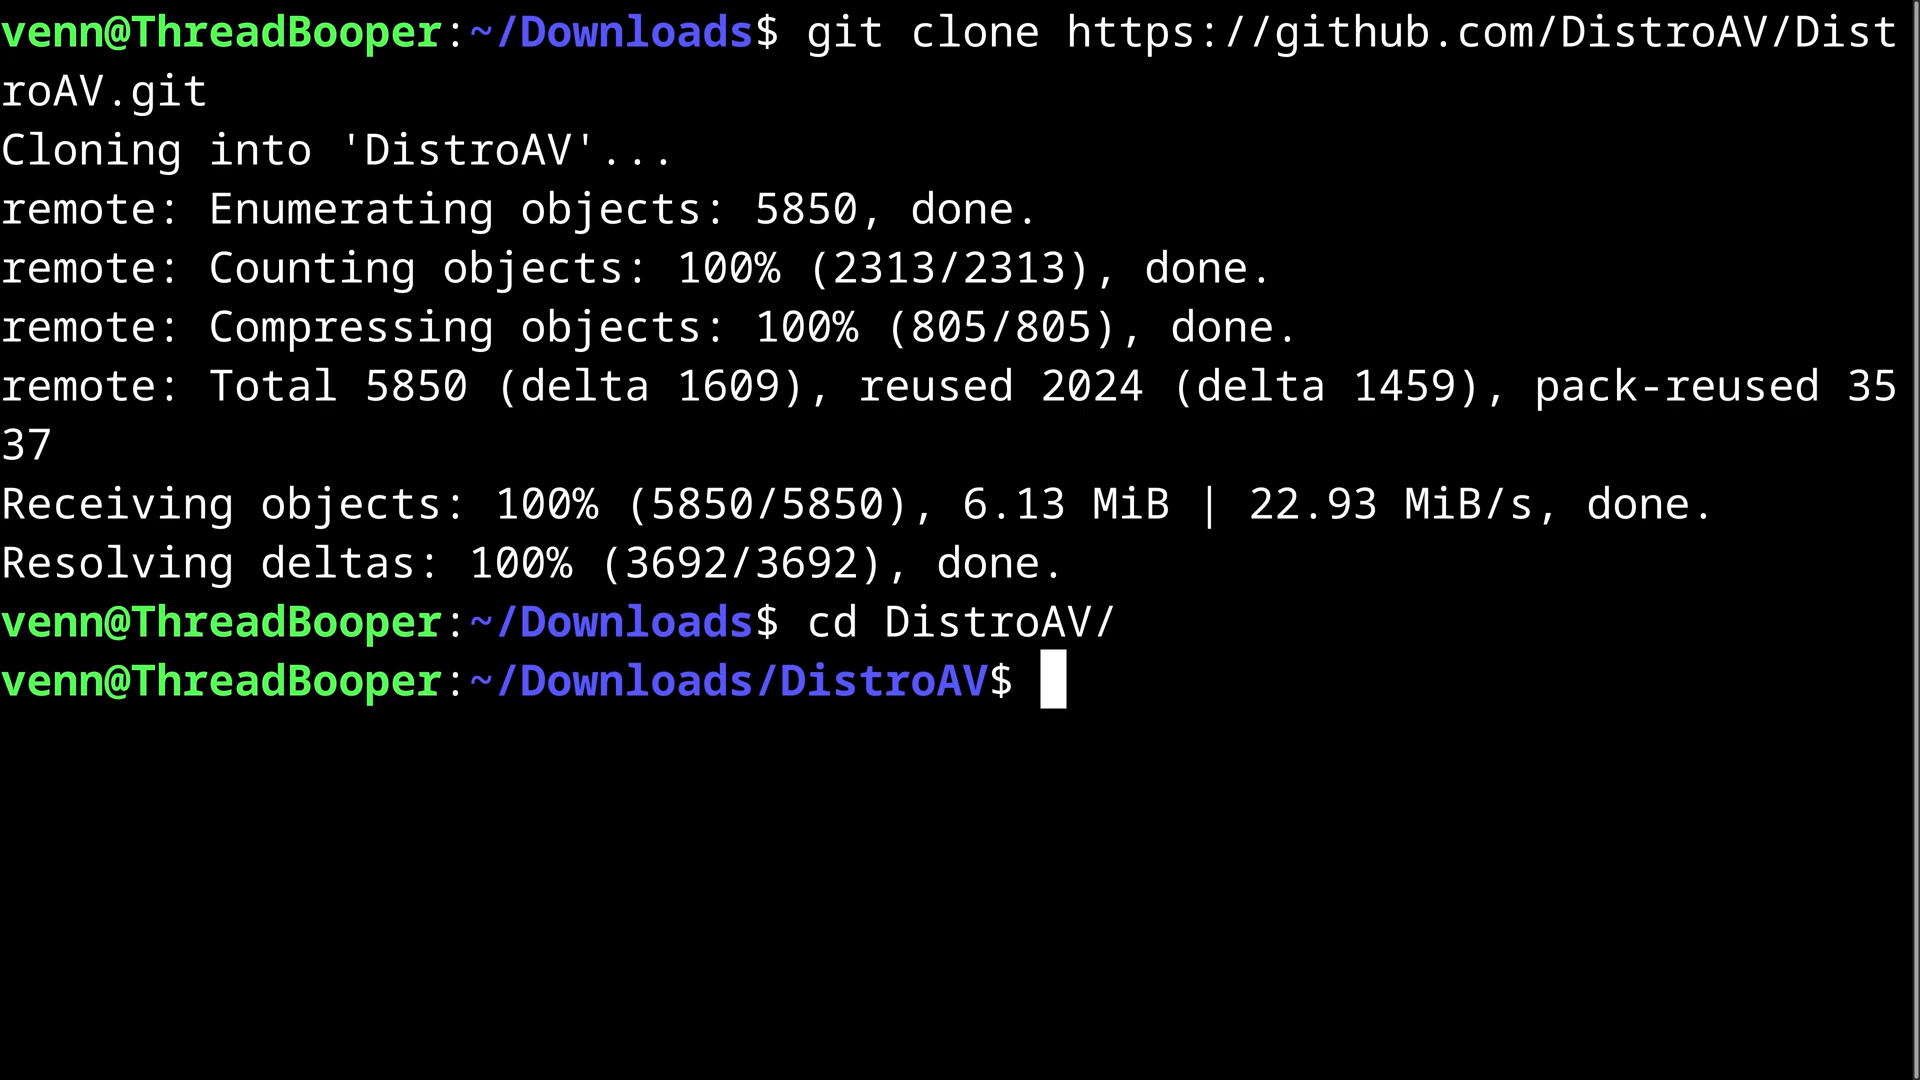 venn@ThreadBooper:~/Downloads$ git clone https://github.com/DistroAV/Dist
roAV.git
Cloning into 'DistroAV'...
remote: Enumerating objects: 5850, done.
remote: Counting objects: 100% (2313/2313), done.
remote: Compressing objects: 100% (805/805), done.
remote: Total 5850 (delta 1609), reused 2024 (delta 1459), pack-reused 35
37
Receiving objects: 100% (5850/5850), 6.13 MiB | 22.93 MiB/s, done.
Resolving deltas: 100% (3692/3692), done.
venn@ThreadBooper:~/Downloads$ cd DistroAV/
venn@ThreadBooper:~/Downloads/DistroAV$